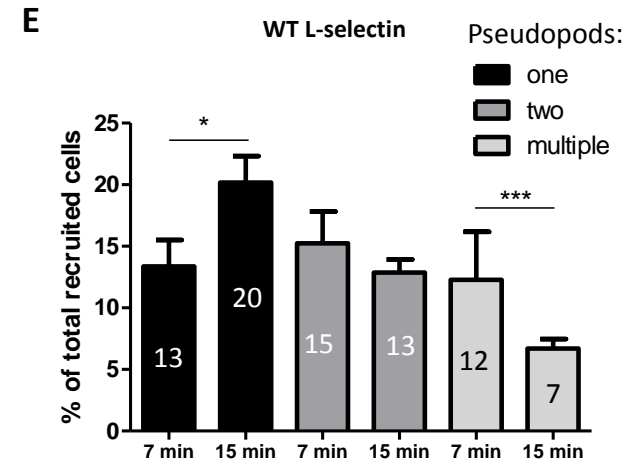 E
WT L-selectin
Pseudopods:
one
two
multiple
% of total recruited cells
25
20
15
10
5
0
*
***
13
20
15
13
12
7
7 min 15 min 7 min 15 min 7 min 15 min